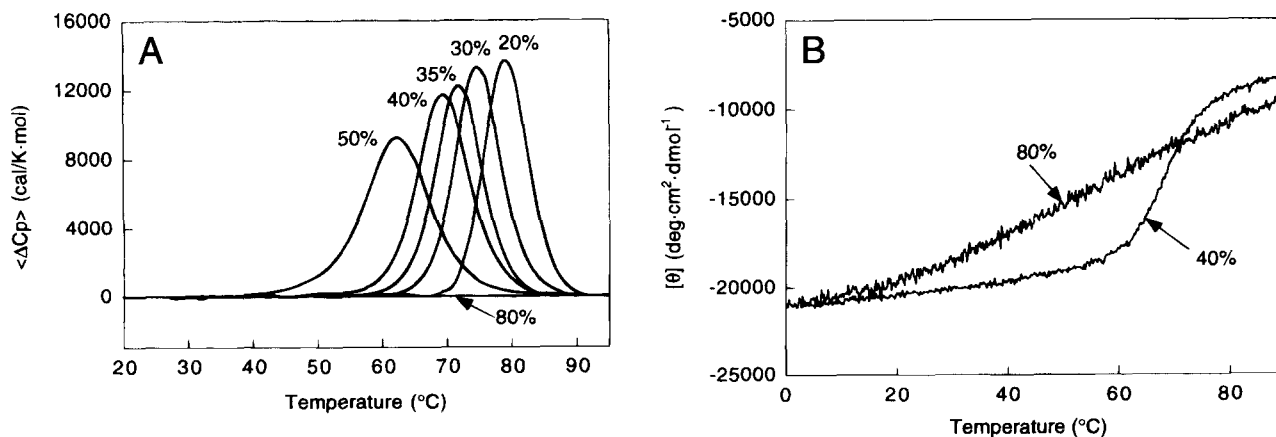 A
16000
12000
8000
4000
0
<ΔCp> (cal/K·mol)
50%
40%
35%
30%
20%
80%
20 30 40 50 60 70 80 90
Temperature (°C)
B
-5000
-10000
-15000
-20000
-25000
[θ] (deg·cm²·dmol⁻¹)
80%
40%
0 20 40 60 80
Temperature (°C)